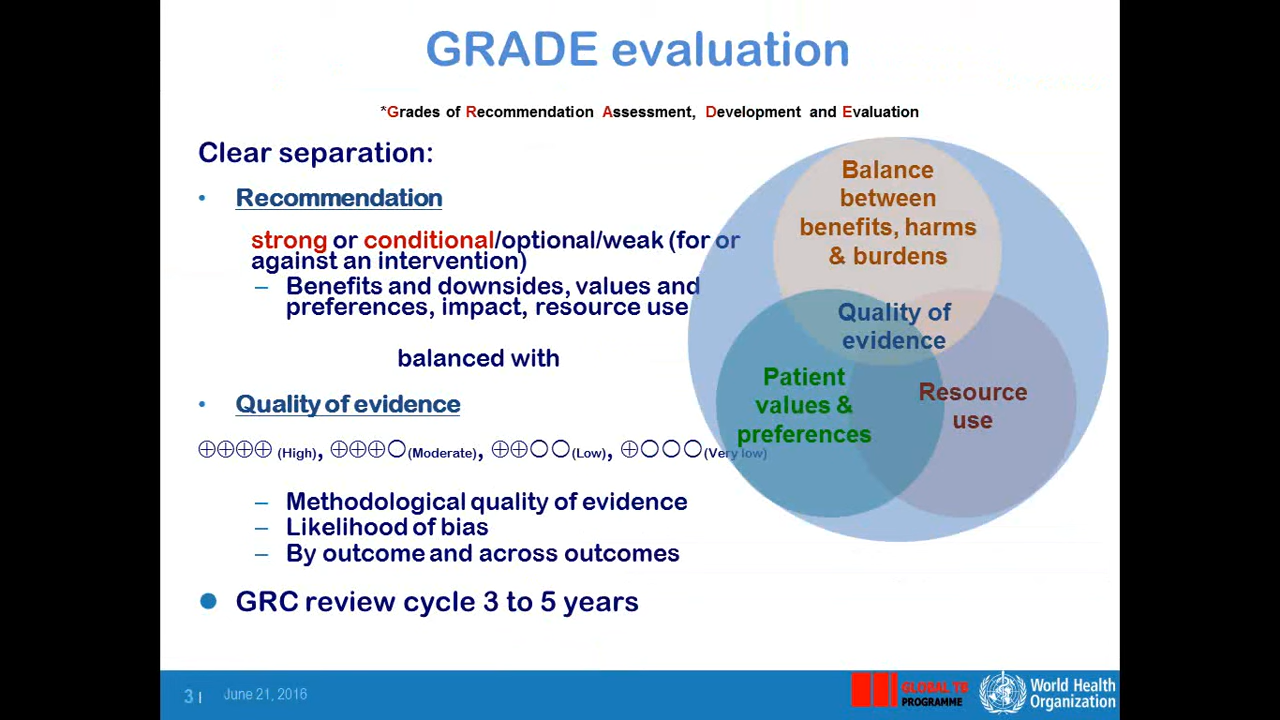 GRADE evaluation
*Grades of Recommendation Assessment, Development and Evaluation
Clear separation:
• Recommendation
strong or conditional/optional/weak (for or
against an intervention)
– Benefits and downsides, values and
preferences, impact, resource use
balanced with
• Quality of evidence
⊕⊕⊕⊕ (High), ⊕⊕⊕◯(Moderate), ⊕⊕◯◯(Low), ⊕◯◯◯(Very low)
– Methodological quality of evidence
– Likelihood of bias
– By outcome and across outcomes
● GRC review cycle 3 to 5 years
Balance
between
benefits, harms
& burdens
Quality of
evidence
Patient
values &
preferences
Resource
use
3 | June 21, 2016
GLOBAL TB
PROGRAMME
World Health
Organization